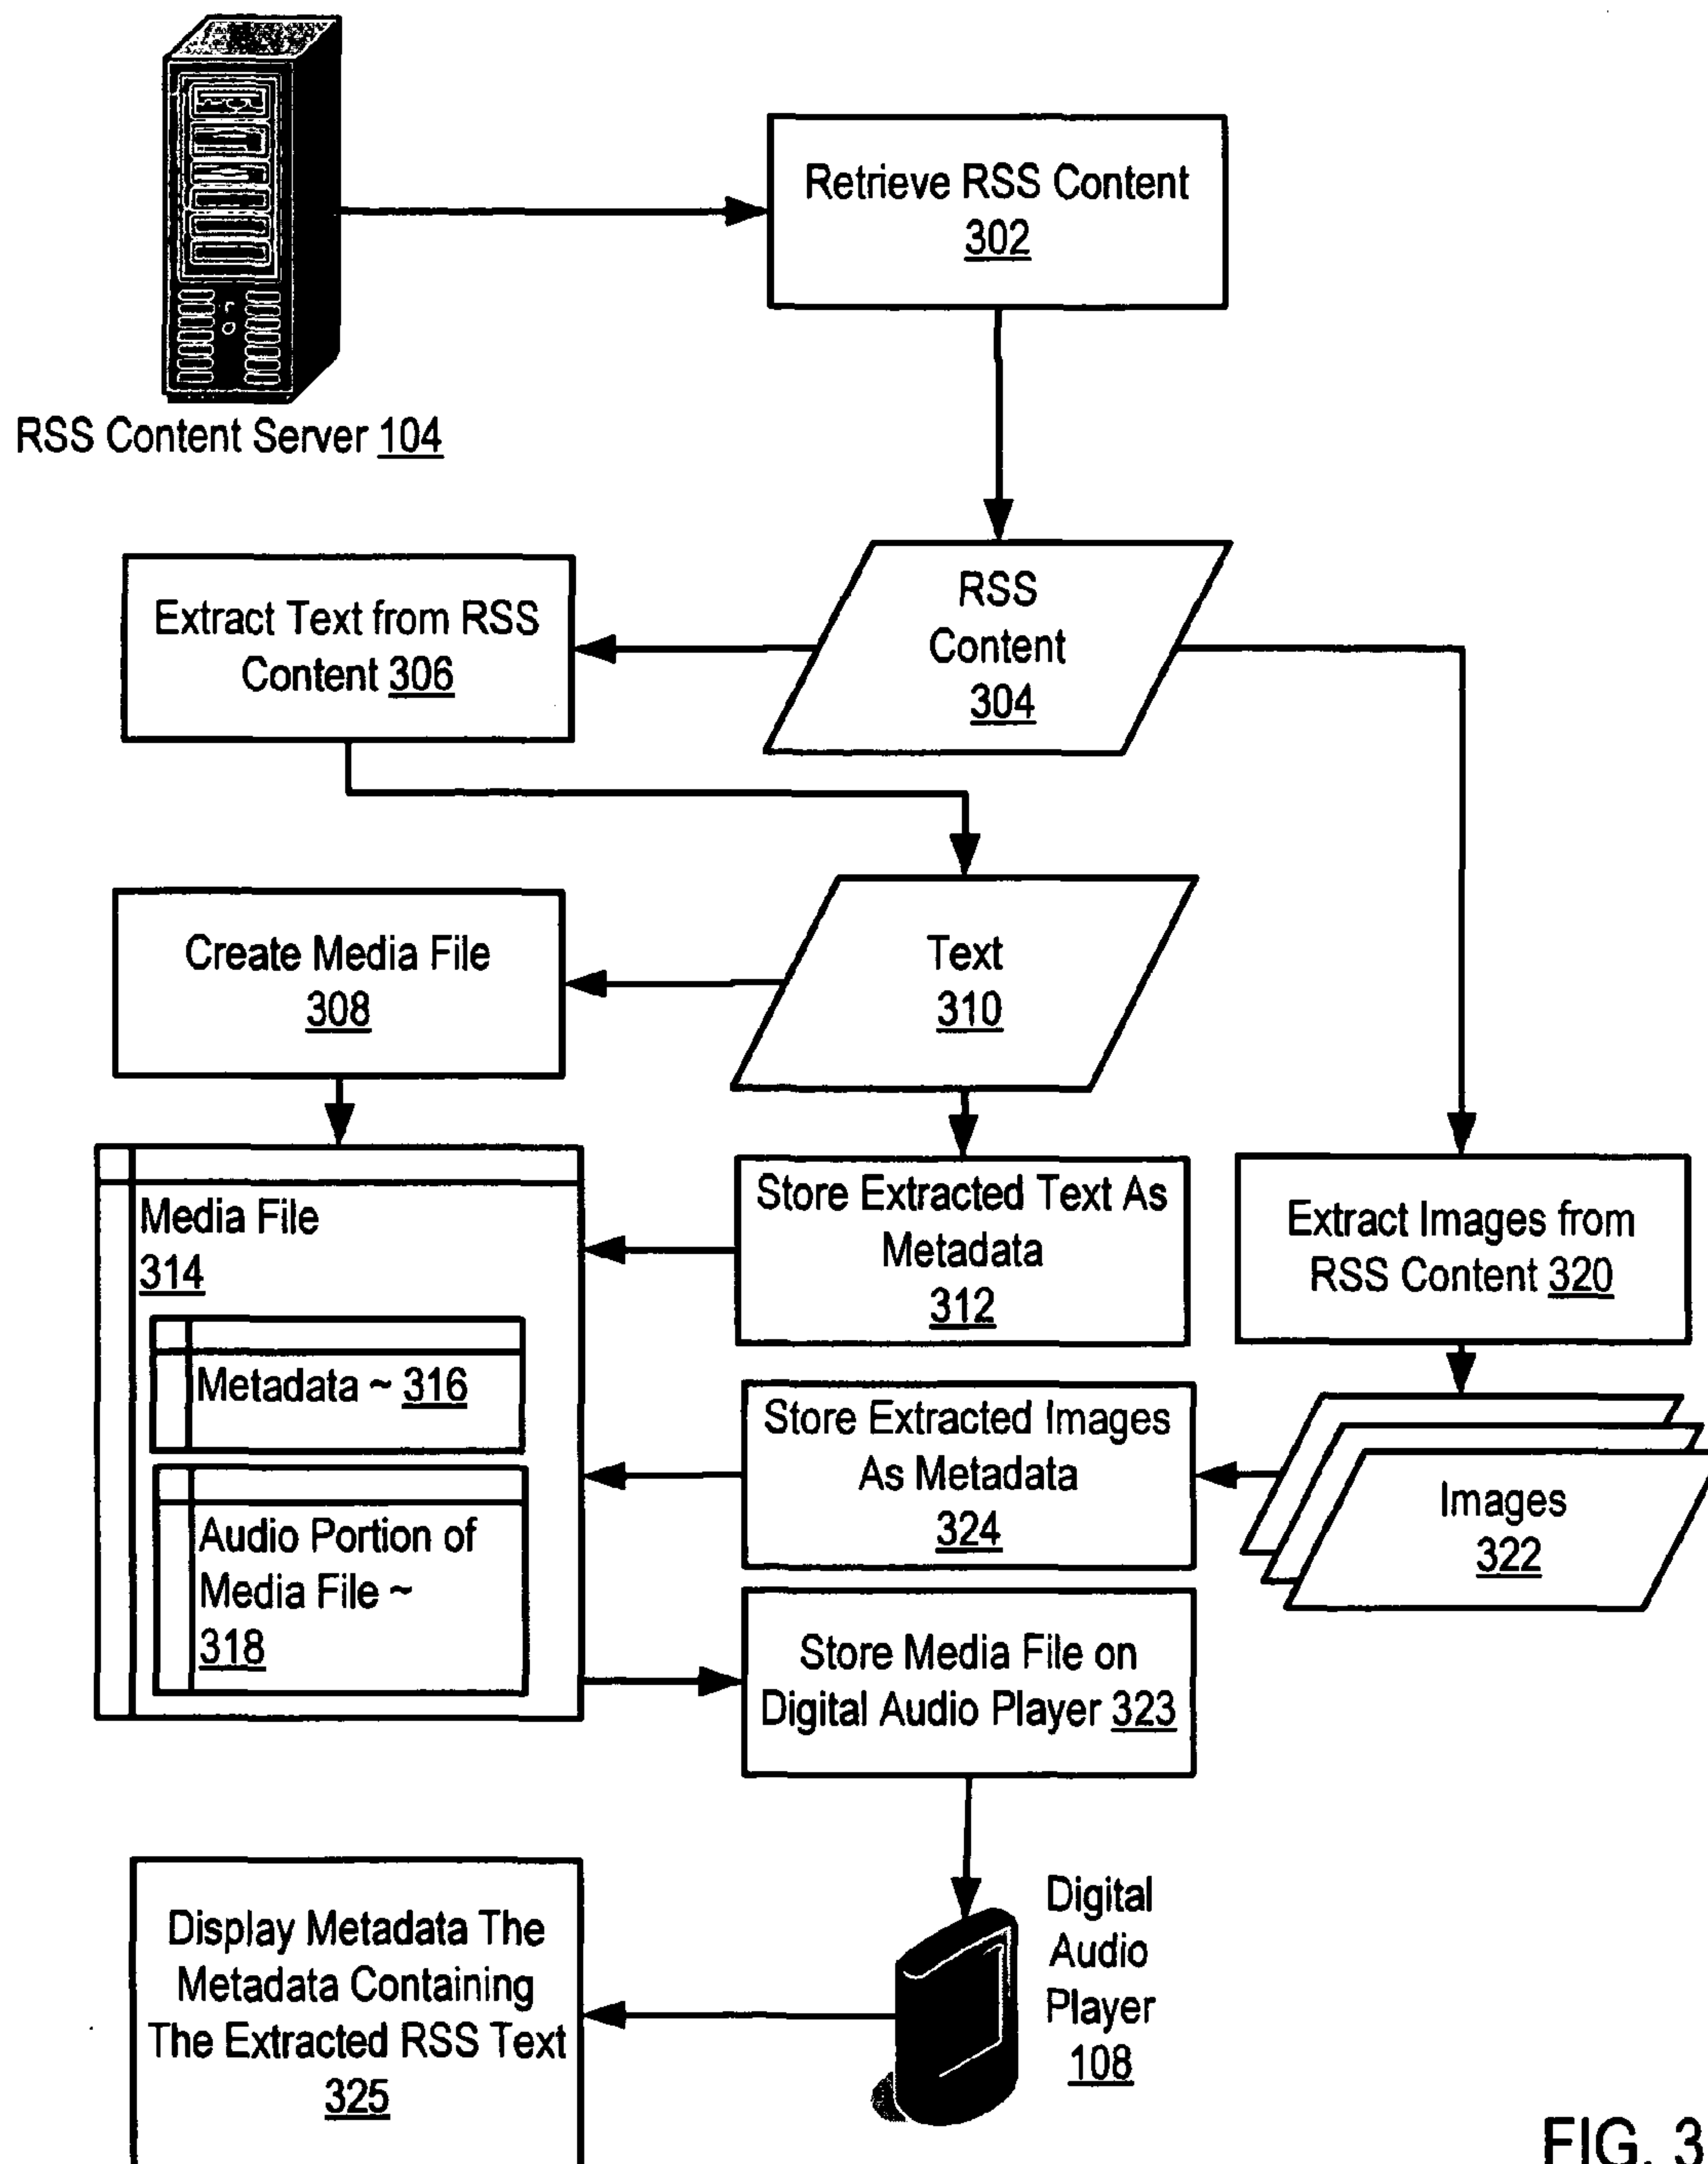 Retrieve RSS Content
302
RSS Content Server 104
RSS
Content
304
Extract Text from RSS
Content 306
Text
310
Create Media File
308
Media File
314
Metadata ~ 316
Audio Portion of
Media File ~
318
Store Extracted Text As
Metadata
312
Extract Images from
RSS Content 320
Store Extracted Images
As Metadata
324
Images
322
Store Media File on
Digital Audio Player 323
Digital
Audio
Player
108
Display Metadata The
Metadata Containing
The Extracted RSS Text
325
FIG. 3